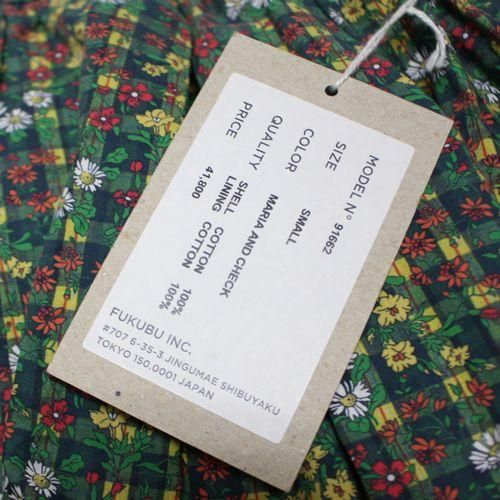 MODEL Nº 91662
SIZE SMALL
COLOR MARIA AND CHECK
QUALITY SHELL COTTON 100%
LINING COTTON 100%
PRICE 41,800
FUKUBU INC.
#707 6-35-3 JINGUMAE SHIBUYAKU
TOKYO 150.0001 JAPAN